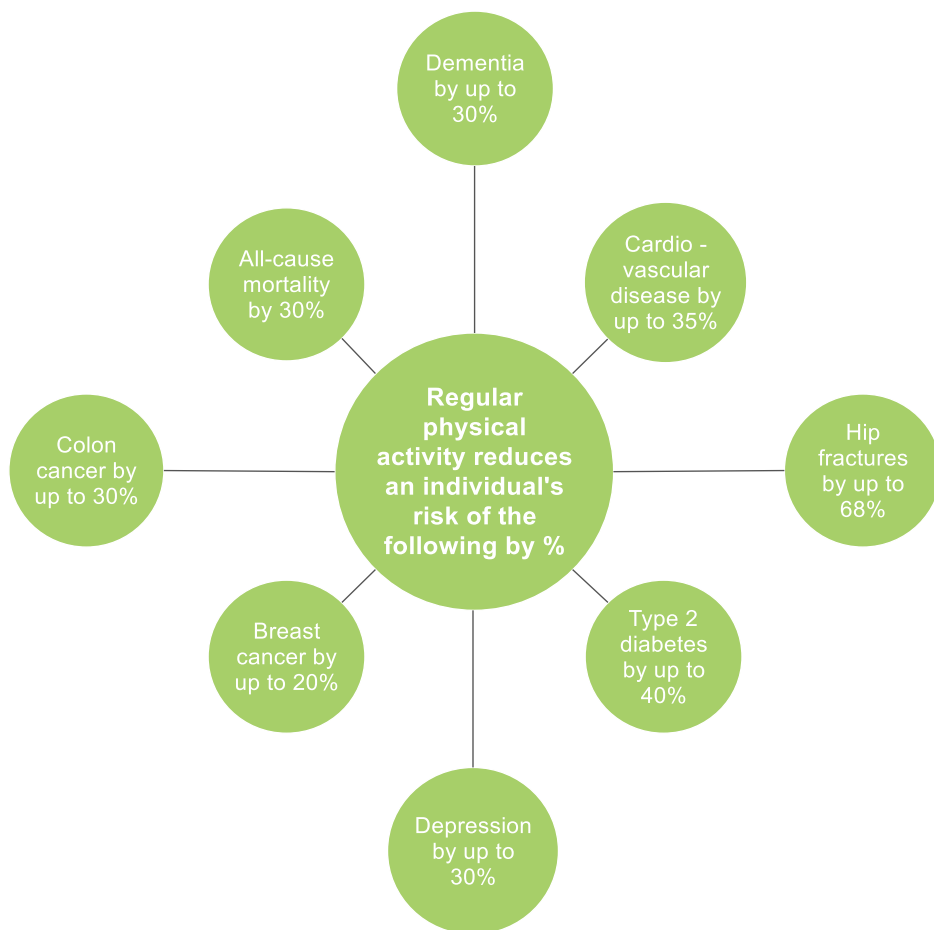 Dementia
by up to
30%
All-cause
mortality
by 30%
Cardio -
vascular
disease by
up to 35%
Regular
physical
activity reduces
an individual's
risk of the
following by %
Colon
cancer by
up to 30%
Hip
fractures
by up to
68%
Breast
cancer by
up to 20%
Type 2
diabetes
by up to
40%
Depression
by up to
30%